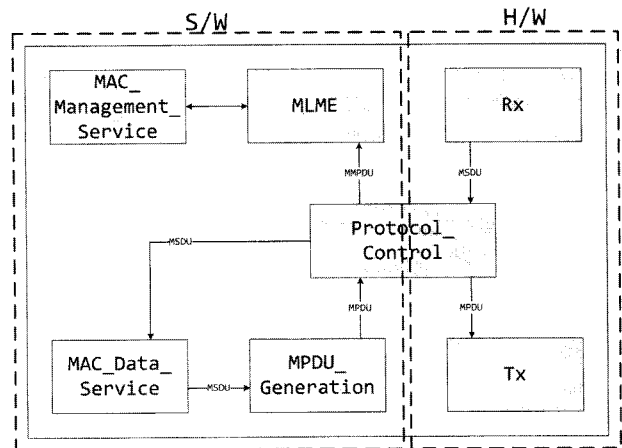 S/W
H/W
MAC_
Management_
Service
MLME
Rx
MMPDU
MSDU
Protocol_
Control
MSDU
MPDU
MPDU
MAC_Data_
Service
MSDU
MPDU_
Generation
Tx